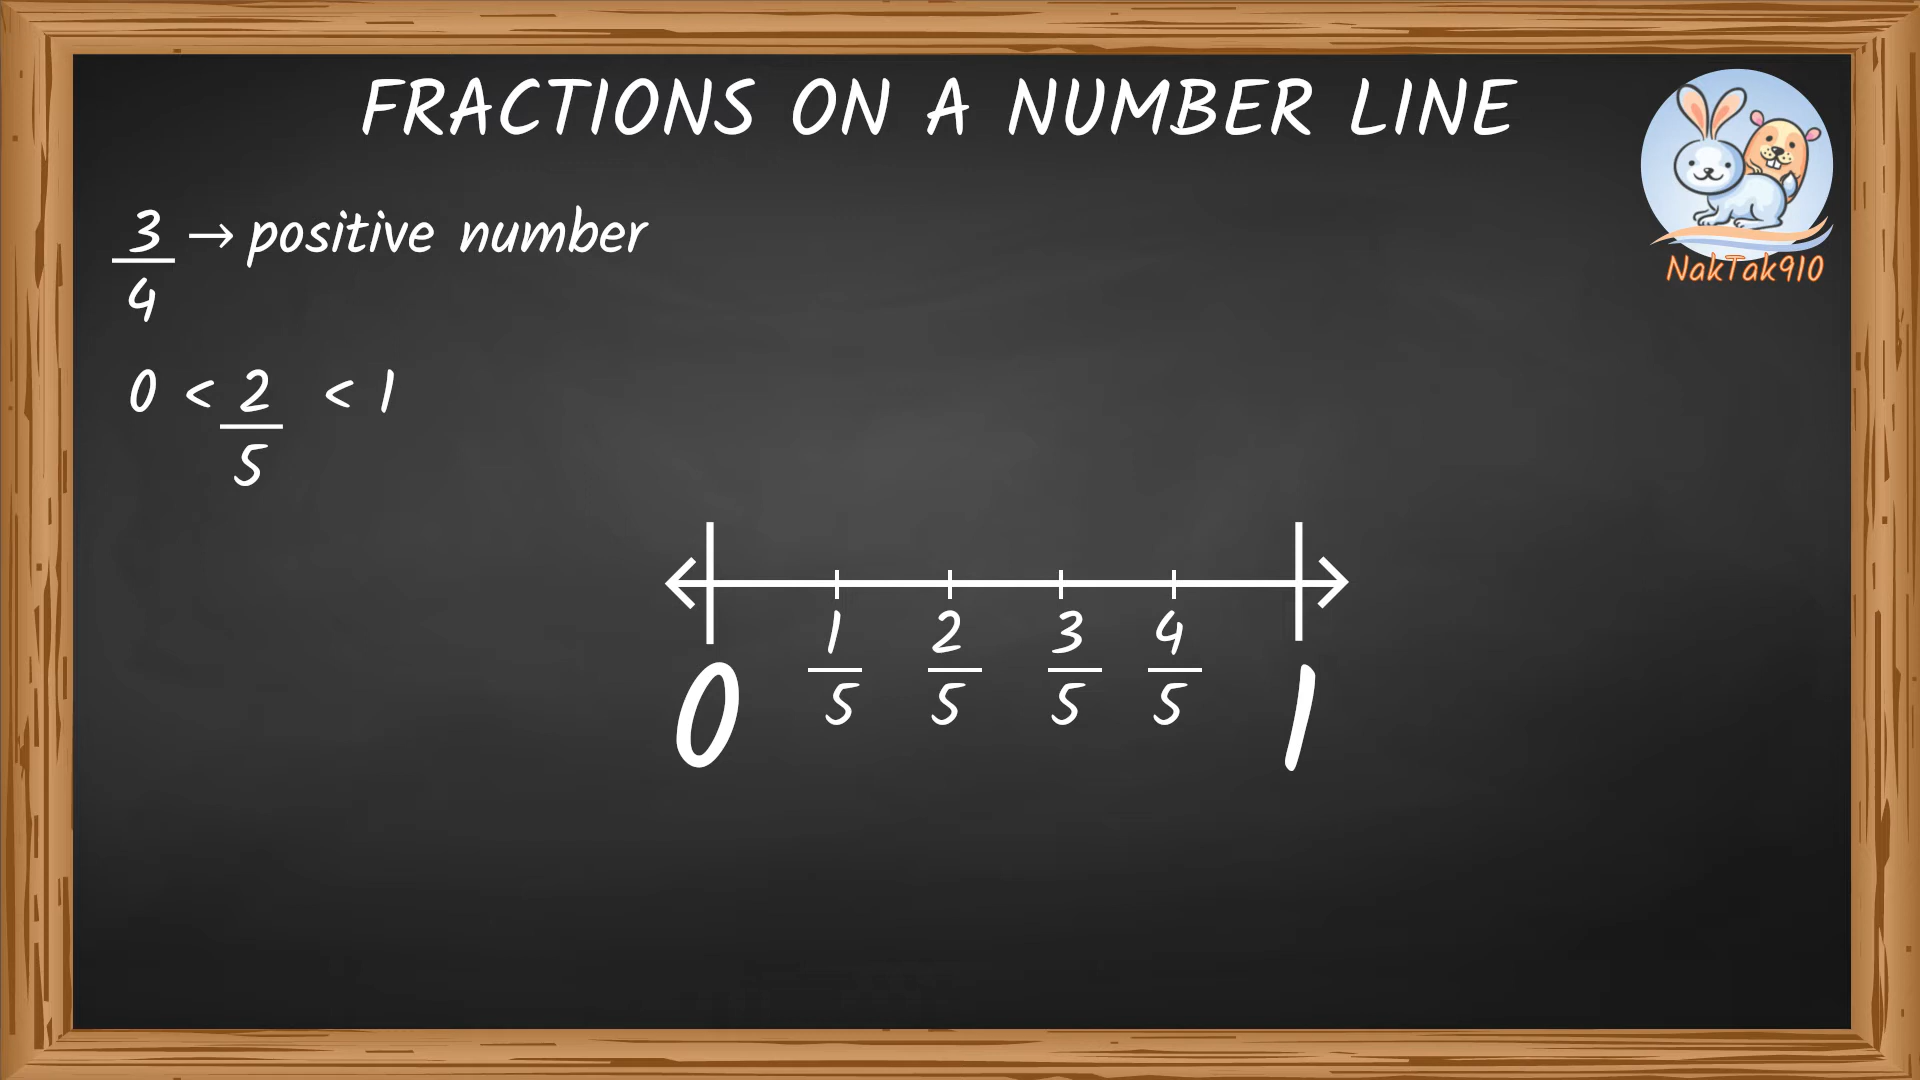 FRACTIONS ON A NUMBER LINE
NakTak910
3 → positive number
4
0 < 2 < 1
5
1 2 3 4
5 5 5 5
0 1